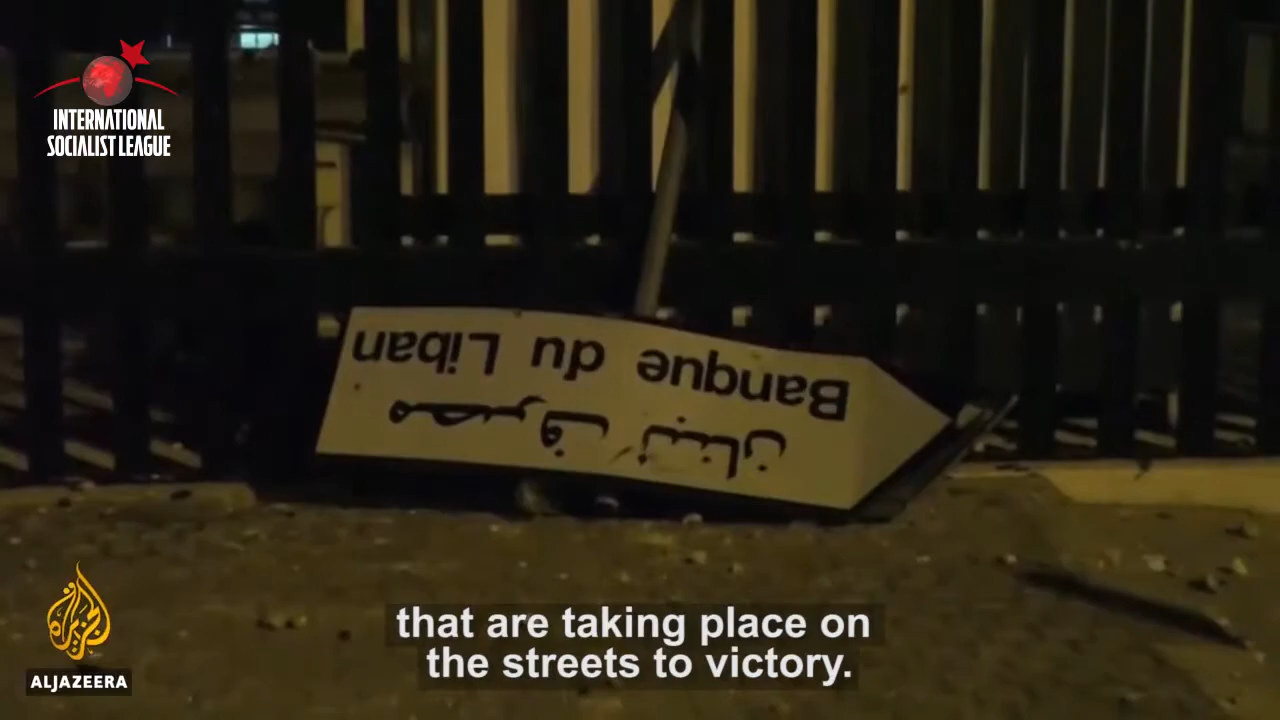 INTERNATIONAL
SOCIALIST LEAGUE
Banque du Liban
مصرف لبنان
ALJAZEERA
that are taking place on
the streets to victory.